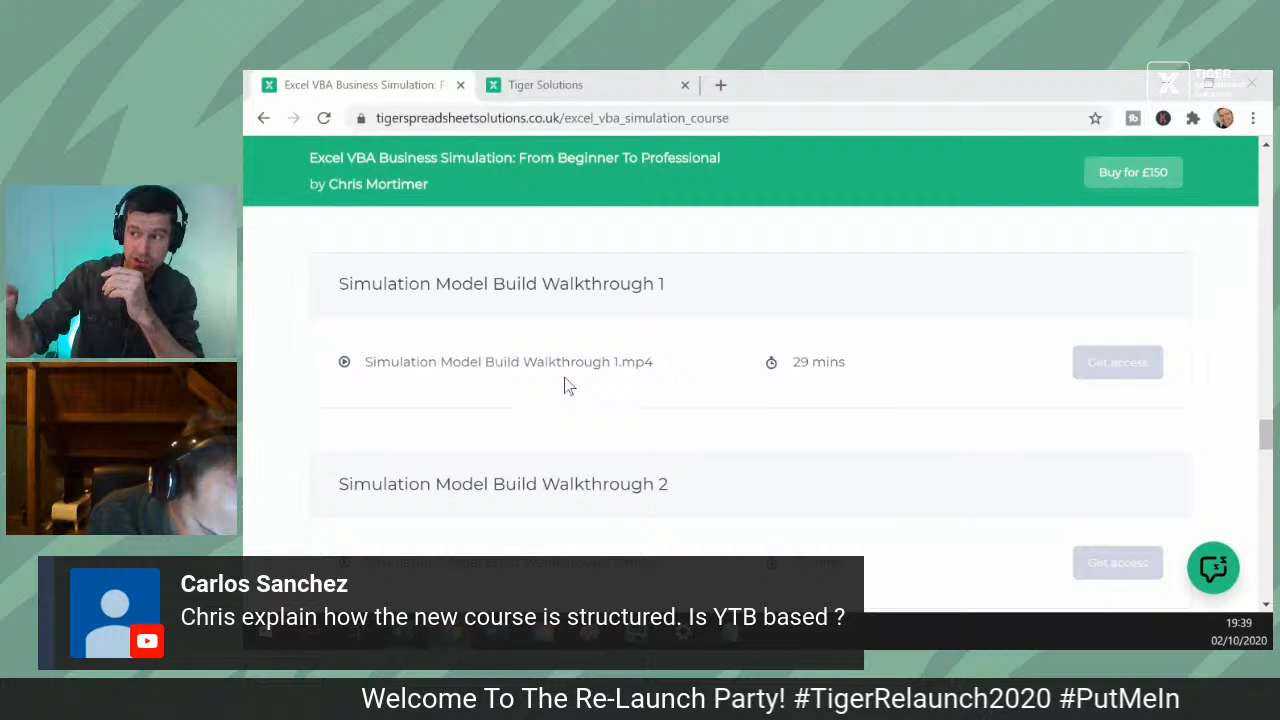 Excel VBA Business Simulation: F
Tiger Solutions
TIGER
tigerspreadsheetsolutions.co.uk/excel_vba_simulation_course
Excel VBA Business Simulation: From Beginner To Professional
by Chris Mortimer
Buy for £150
Simulation Model Build Walkthrough 1
Simulation Model Build Walkthrough 1.mp4
29 mins
Get access
Simulation Model Build Walkthrough 2
Get access
Carlos Sanchez
Chris explain how the new course is structured. Is YTB based ?
19:39
02/10/2020
Welcome To The Re-Launch Party! #TigerRelaunch2020 #PutMeIn